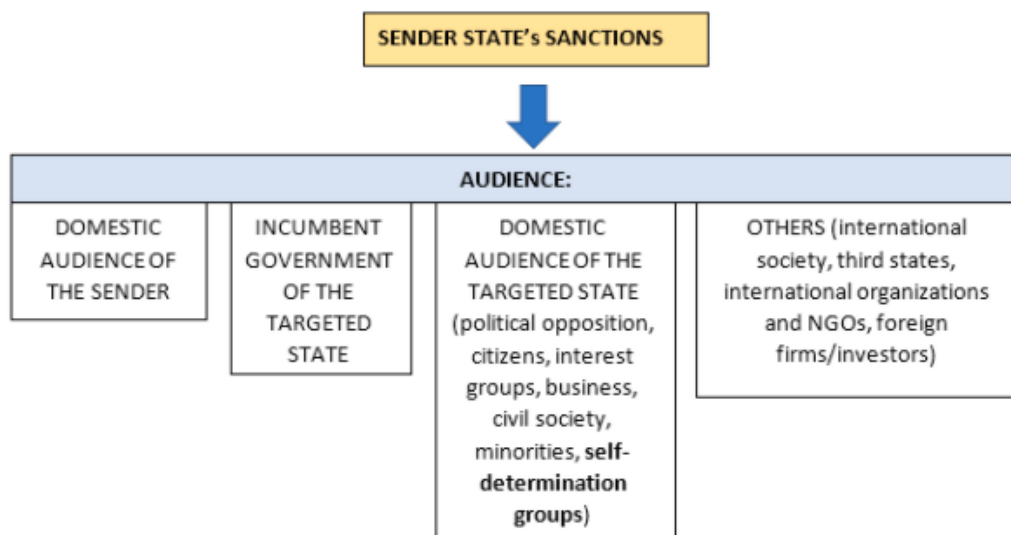 SENDER STATE's SANCTIONS
AUDIENCE:
DOMESTIC
AUDIENCE OF
THE SENDER
INCUMBENT
GOVERNMENT
OF THE
TARGETED
STATE
DOMESTIC
AUDIENCE OF THE
TARGETED STATE
(political opposition,
citizens, interest
groups, business,
civil society,
minorities, self-
determination
groups)
OTHERS (international
society, third states,
international organizations
and NGOs, foreign
firms/investors)